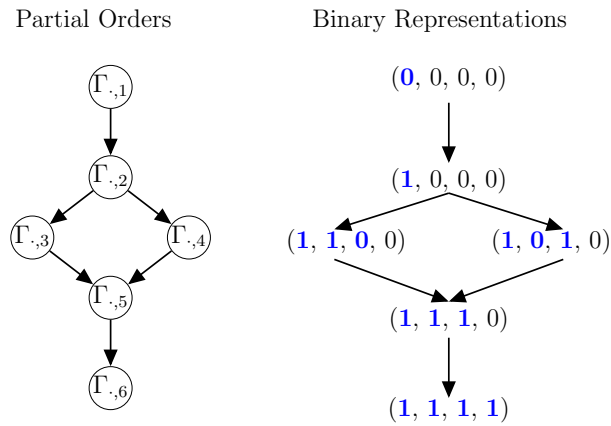 Partial Orders Binary Representations
Γ·,1 (0, 0, 0, 0)
Γ·,2 (1, 0, 0, 0)
Γ·,3 Γ·,4 (1, 1, 0, 0) (1, 0, 1, 0)
Γ·,5 (1, 1, 1, 0)
Γ·,6 (1, 1, 1, 1)